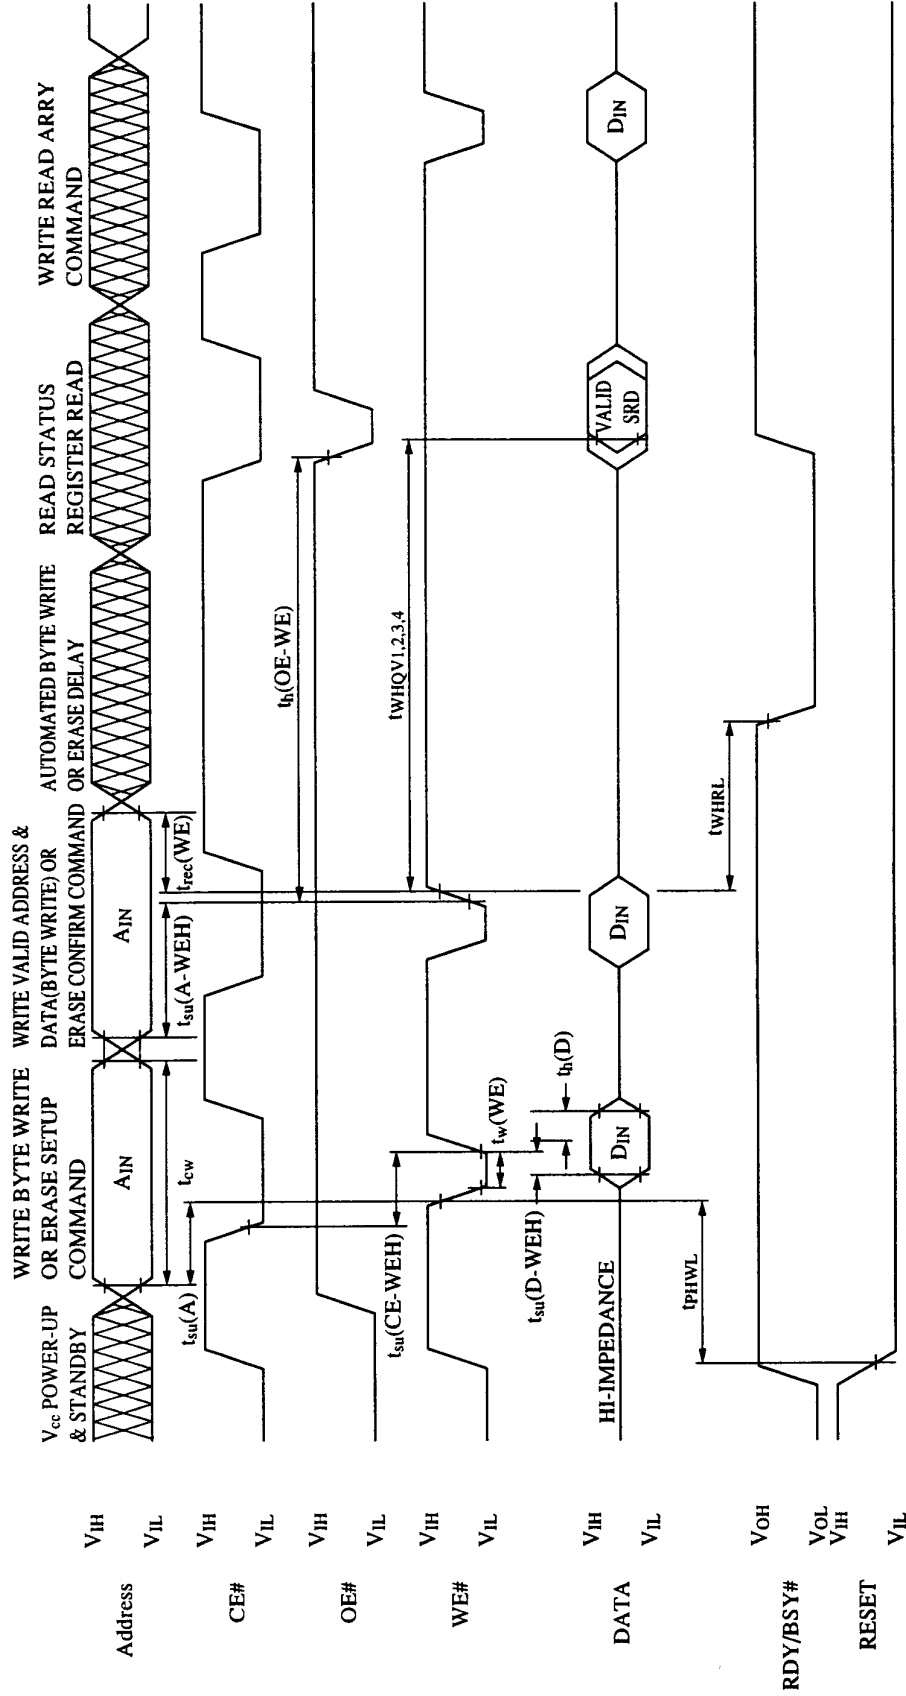 Vcc POWER-UP
& STANDBY
WRITE BYTE WRITE
OR ERASE SETUP
COMMAND
WRITE VALID ADDRESS &
DATA(BYTE WRITE) OR
ERASE CONFIRM COMMAND
AUTOMATED BYTE WRITE
OR ERASE DELAY
READ STATUS
REGISTER READ
WRITE READ ARRY
COMMAND
Address
VIH
VIL
AIN
AIN
tsu(A)
tcw
tsu(A-WEH)
trec(WE)
CE#
VIH
VIL
OE#
VIH
VIL
th(OE-WE)
tsu(CE-WEH)
tWHQV1,2,3,4
WE#
VIH
VIL
tw(WE)
tsu(D-WEH)
th(D)
DATA
VIH
VIL
HI-IMPEDANCE
DIN
DIN
VALID
SRD
DIN
tPHWL
tWHRL
RDY/BSY#
VOH
VOL
RESET
VIH
VIL